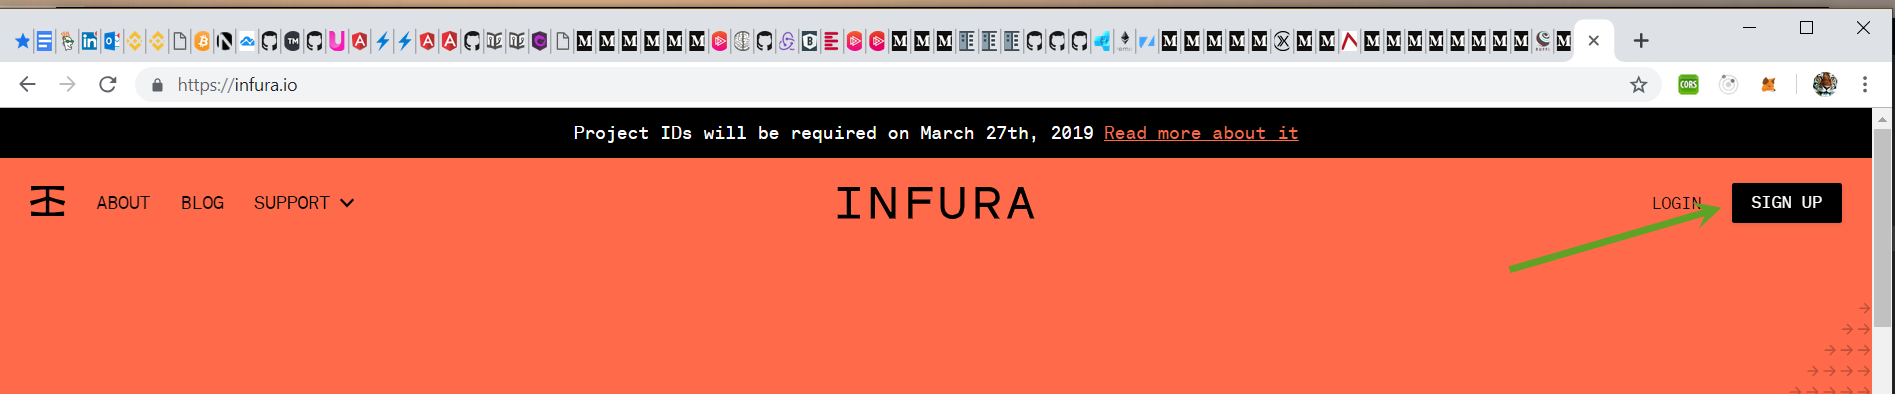 https://infura.io
CORS
Project IDs will be required on March 27th, 2019 Read more about it
ABOUT BLOG SUPPORT INFURA LOGIN SIGN UP